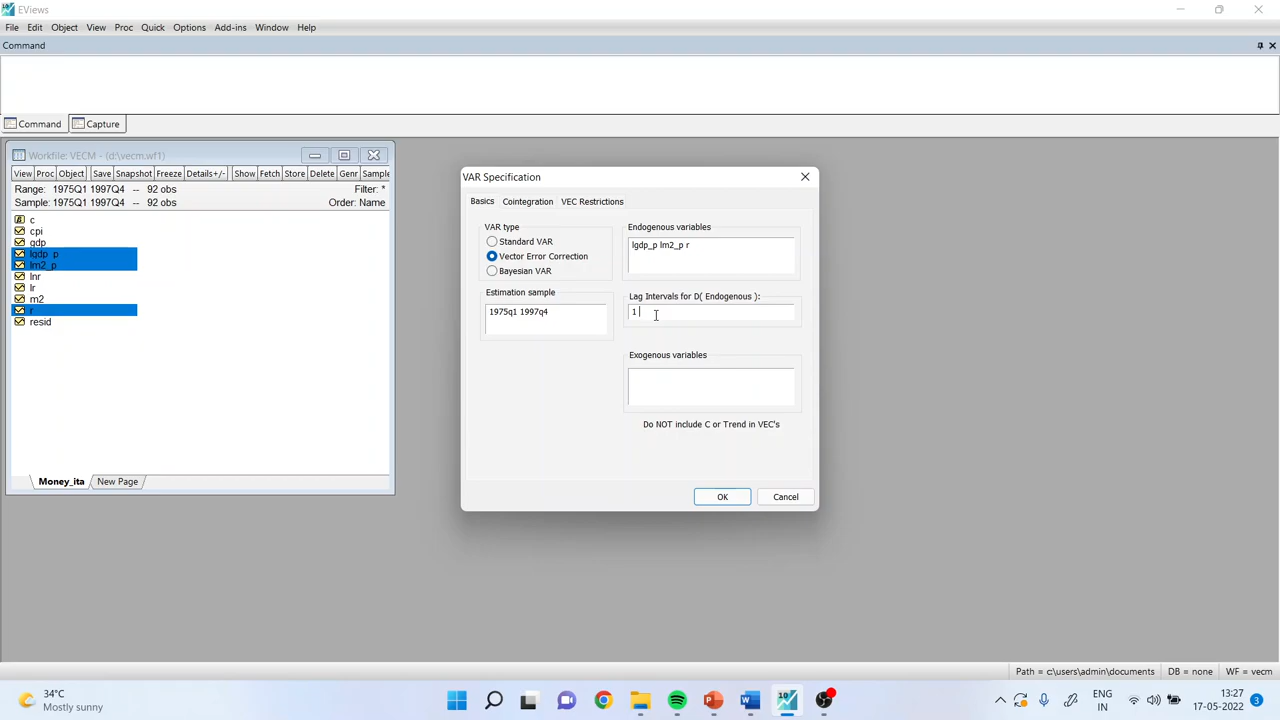 EViews
File Edit Object View Proc Quick Options Add-ins Window Help
Command
Command Capture
Workfile: VECM - (d:\vecm.wf1)
View Proc Object Save Snapshot Freeze Details+/- Show Fetch Store Delete Genr Sample
Range: 1975Q1 1997Q4 -- 92 obs Filter: *
Sample: 1975Q1 1997Q4 -- 92 obs Order: Name
c
cpi
gdp
lgdp_p
lm2_p
lnr
lr
m2
r
resid
Money_ita New Page
VAR Specification
Basics Cointegration VEC Restrictions
VAR type
Standard VAR
Vector Error Correction
Bayesian VAR
Estimation sample
1975q1 1997q4
Endogenous variables
lgdp_p lm2_p r
Lag Intervals for D( Endogenous ):
1
Exogenous variables
Do NOT include C or Trend in VEC's
OK Cancel
Path = c:\users\admin\documents DB = none WF = vecm
34°C
Mostly sunny
ENG
IN
13:27
17-05-2022
3